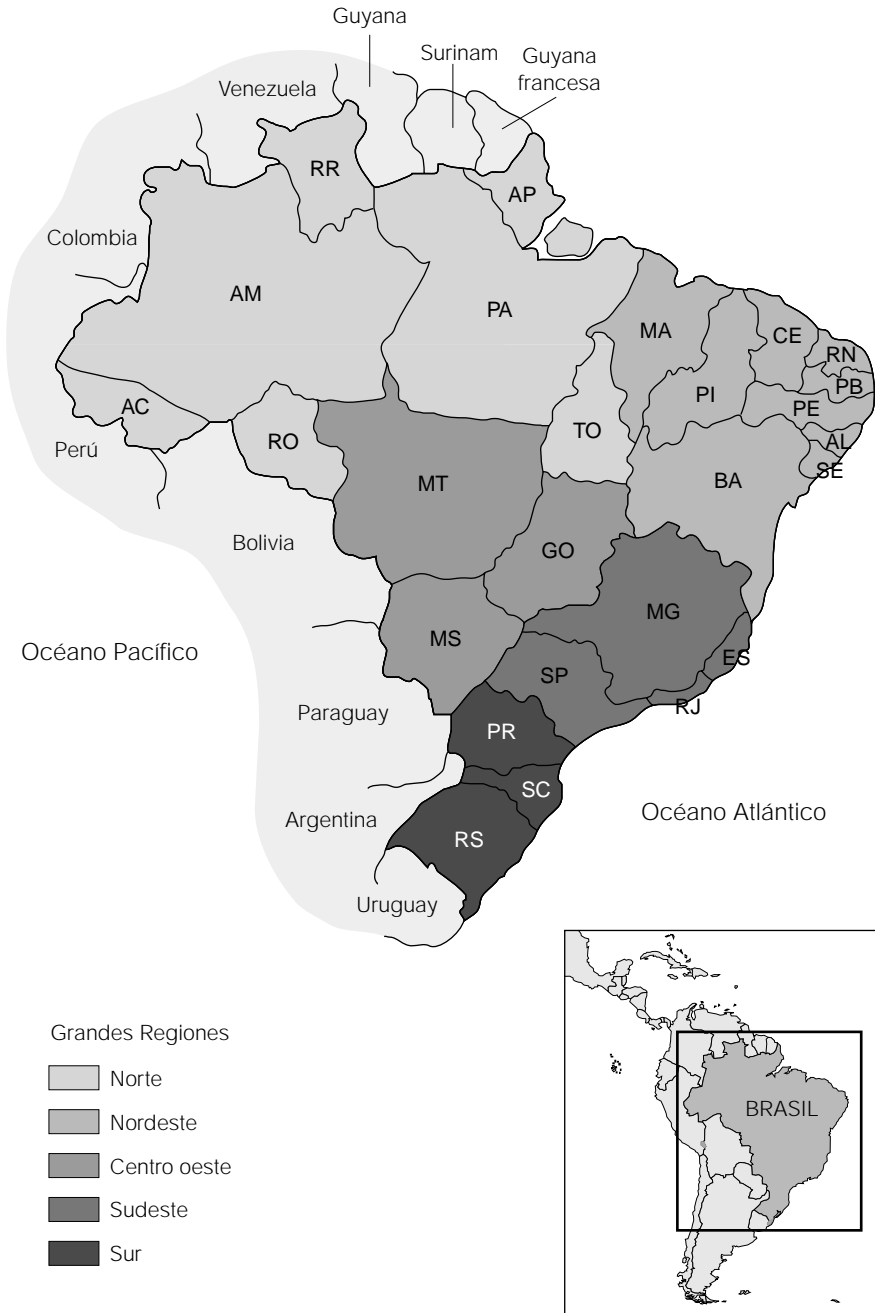 Guyana
Surinam
Guyana
francesa
Venezuela
RR
AP
Colombia
AM
PA
MA
CE
RN
PB
PI
PE
AC
TO
AL
RO
SE
Perú
MT
BA
Bolivia
GO
MG
MS
Océano Pacífico
ES
SP
RJ
Paraguay
PR
SC
Océano Atlántico
Argentina
RS
Uruguay
Grandes Regiones
Norte
Nordeste
Centro oeste
Sudeste
Sur
BRASIL